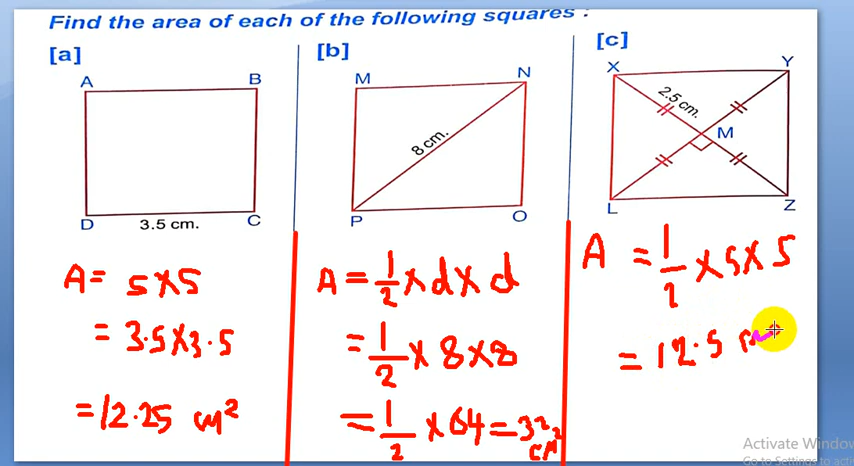 Find the area of each of the following squares :
[a]
A
B
D
C
3.5 cm.
A = S X S
= 3.5 X 3.5
= 12.25 cm²
[b]
M
N
8 cm.
P
O
A = 1/2 x d x d
= 1/2 x 8 x 8
= 1/2 x 64 = 32 cm²
[c]
X
Y
2.5 cm.
M
L
Z
A = 1/2 x 5 x 5
= 12.5
Activate Window